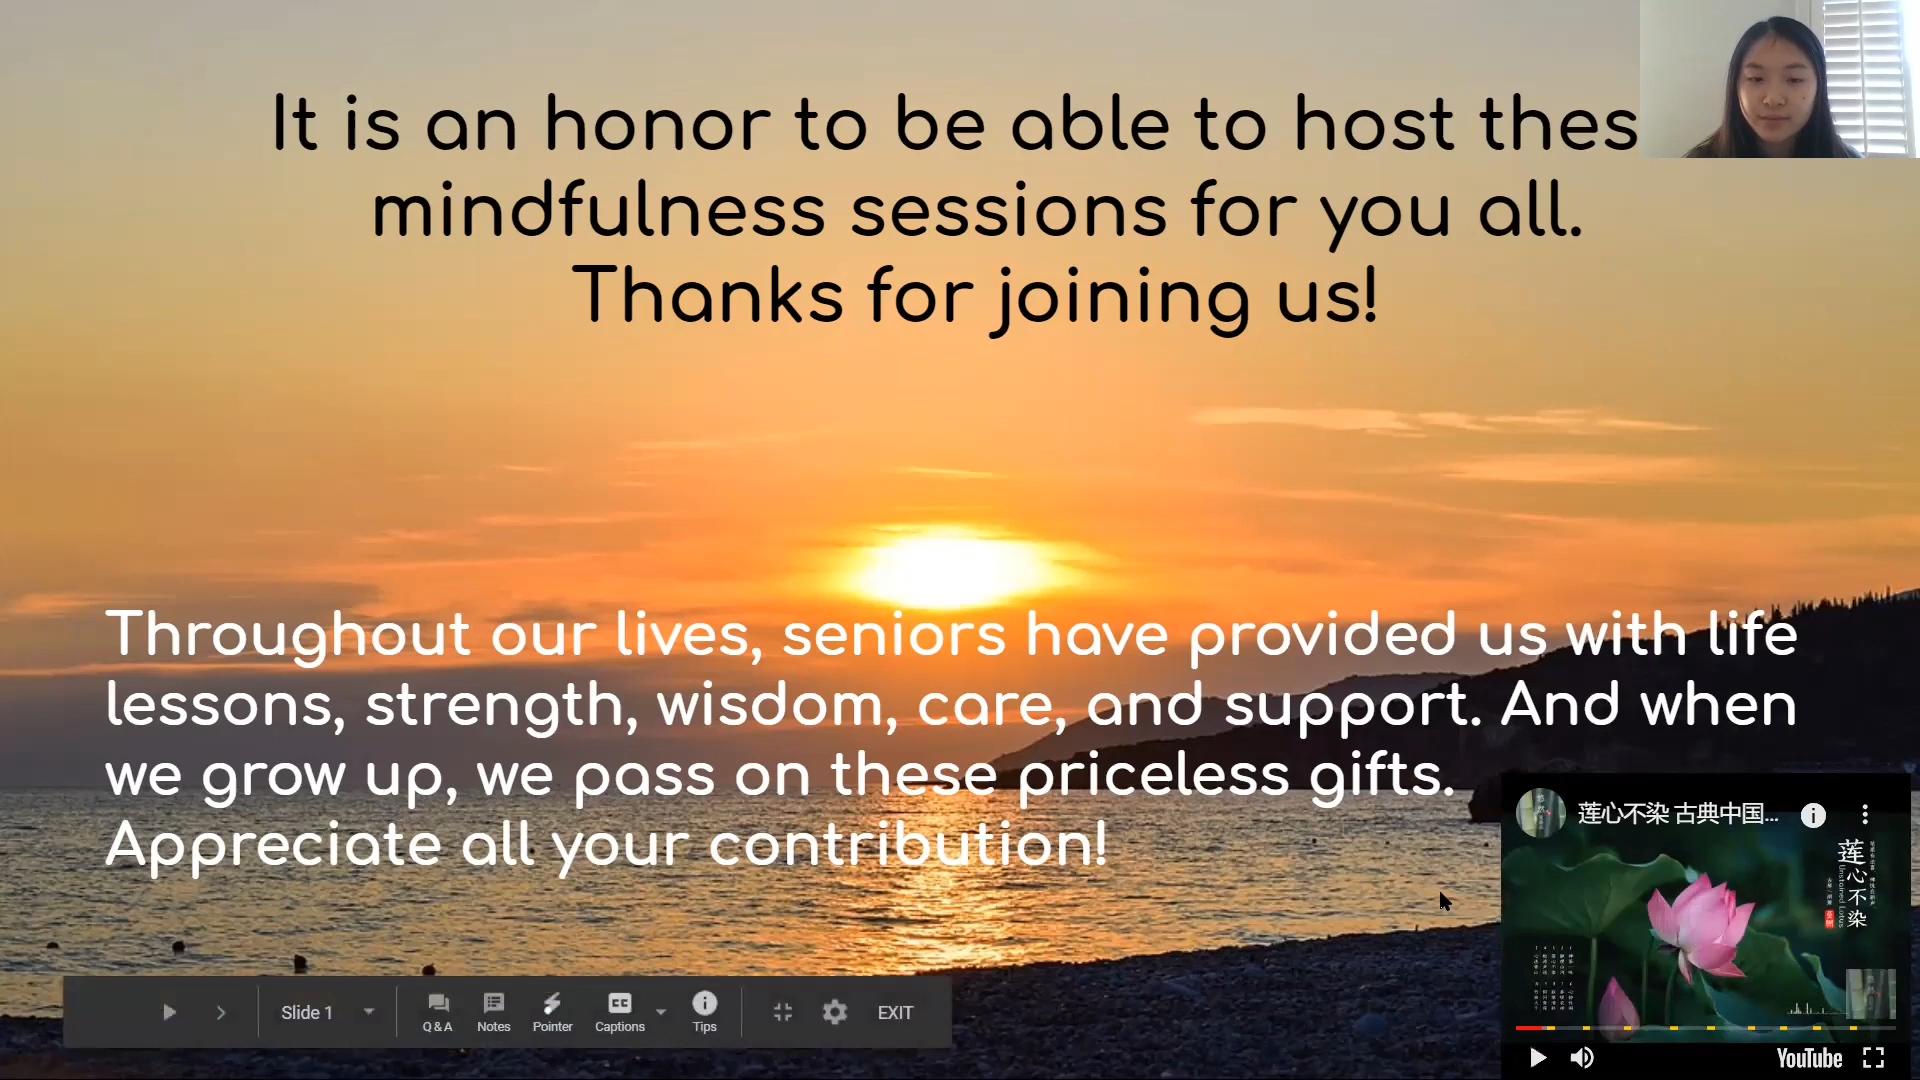 It is an honor to be able to host thes
mindfulness sessions for you all.
Thanks for joining us!
Throughout our lives, seniors have provided us with life
lessons, strength, wisdom, care, and support. And when
we grow up, we pass on these priceless gifts.
Appreciate all your contribution!
莲心不染 古典中国...
莲心不染
Unstained Lotus
Slide 1
Q & A
Notes
Pointer
CC
Captions
Tips
EXIT
YouTube